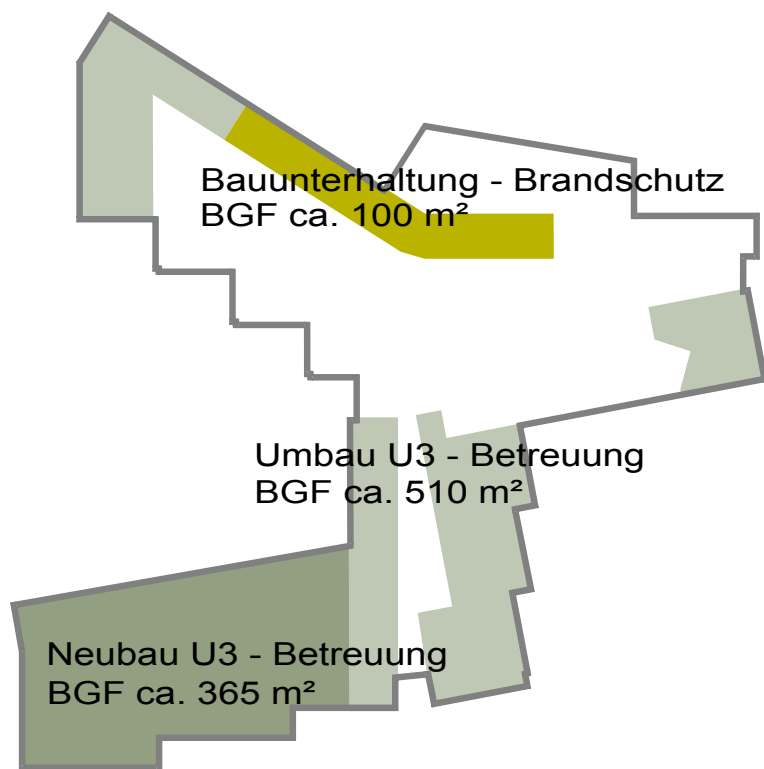 Bauunterhaltung - Brandschutz
BGF ca. 100 m²
Umbau U3 - Betreuung
BGF ca. 510 m²
Neubau U3 - Betreuung
BGF ca. 365 m²